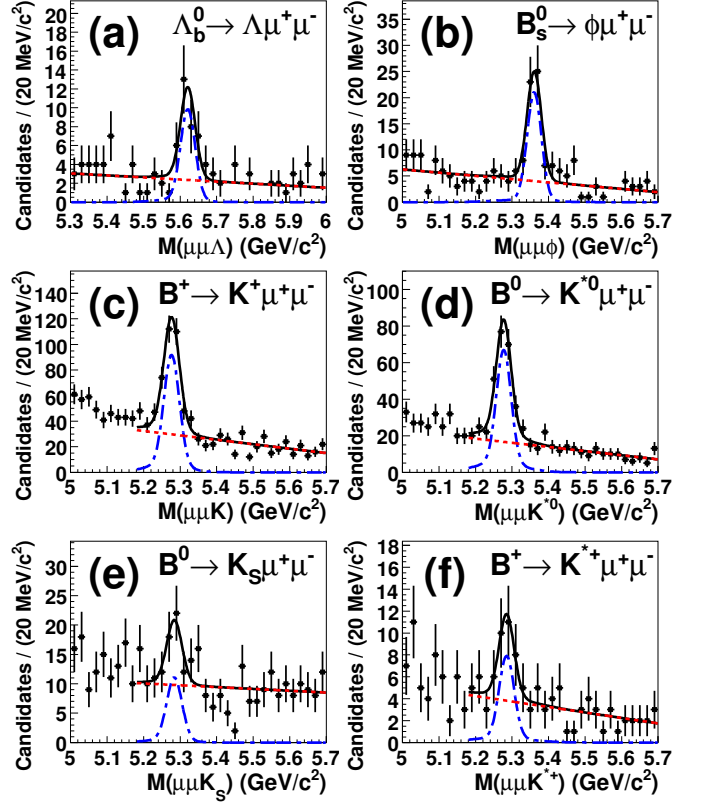 (a) Λb0 → Λμ+μ-
Candidates / (20 MeV/c2)
20
18
16
14
12
10
8
6
4
2
0
5.3 5.4 5.5 5.6 5.7 5.8 5.9 6
M(μμΛ) (GeV/c2)
(b) Bs0 → φμ+μ-
Candidates / (20 MeV/c2)
35
30
25
20
15
10
5
0
5 5.1 5.2 5.3 5.4 5.5 5.6 5.7
M(μμφ) (GeV/c2)
(c) B+ → K+μ+μ-
Candidates / (20 MeV/c2)
140
120
100
80
60
40
20
0
5 5.1 5.2 5.3 5.4 5.5 5.6 5.7
M(μμK) (GeV/c2)
(d) B0 → K*0μ+μ-
Candidates / (20 MeV/c2)
100
80
60
40
20
0
5 5.1 5.2 5.3 5.4 5.5 5.6 5.7
M(μμK*0) (GeV/c2)
(e) B0 → KSμ+μ-
Candidates / (20 MeV/c2)
35
30
25
20
15
10
5
0
5 5.1 5.2 5.3 5.4 5.5 5.6 5.7
M(μμKS) (GeV/c2)
(f) B+ → K*+μ+μ-
Candidates / (20 MeV/c2)
18
16
14
12
10
8
6
4
2
0
5 5.1 5.2 5.3 5.4 5.5 5.6 5.7
M(μμK*+) (GeV/c2)